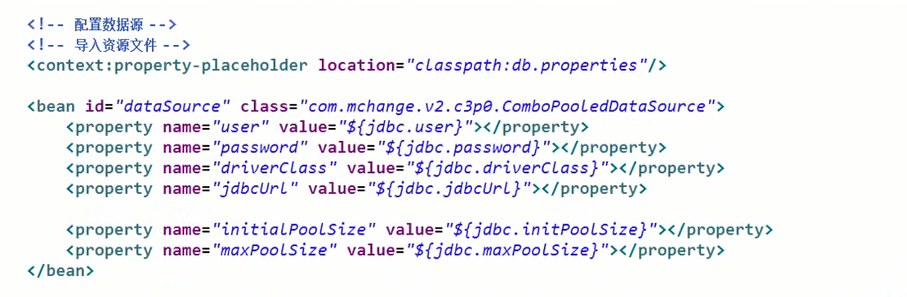 <!-- 配置数据源 -->
<!-- 导入资源文件 -->
<context:property-placeholder location="classpath:db.properties"/>
<bean id="dataSource" class="com.mchange.v2.c3p0.ComboPooledDataSource">
<property name="user" value="${jdbc.user}"></property>
<property name="password" value="${jdbc.password}"></property>
<property name="driverClass" value="${jdbc.driverClass}"></property>
<property name="jdbcUrl" value="${jdbc.jdbcUrl}"></property>
<property name="initialPoolSize" value="${jdbc.initPoolSize}"></property>
<property name="maxPoolSize" value="${jdbc.maxPoolSize}"></property>
</bean>